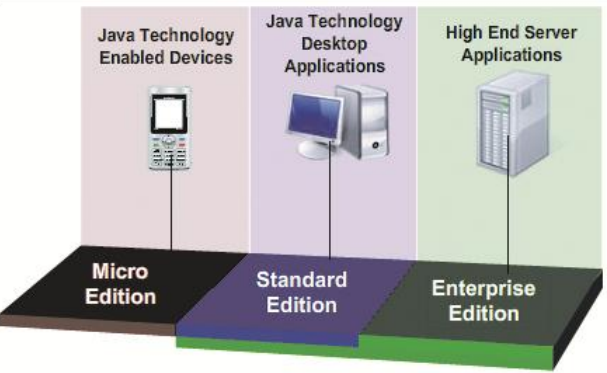 Java Technology
Enabled Devices
Java Technology
Desktop
Applications
High End Server
Applications
Micro
Edition
Standard
Edition
Enterprise
Edition